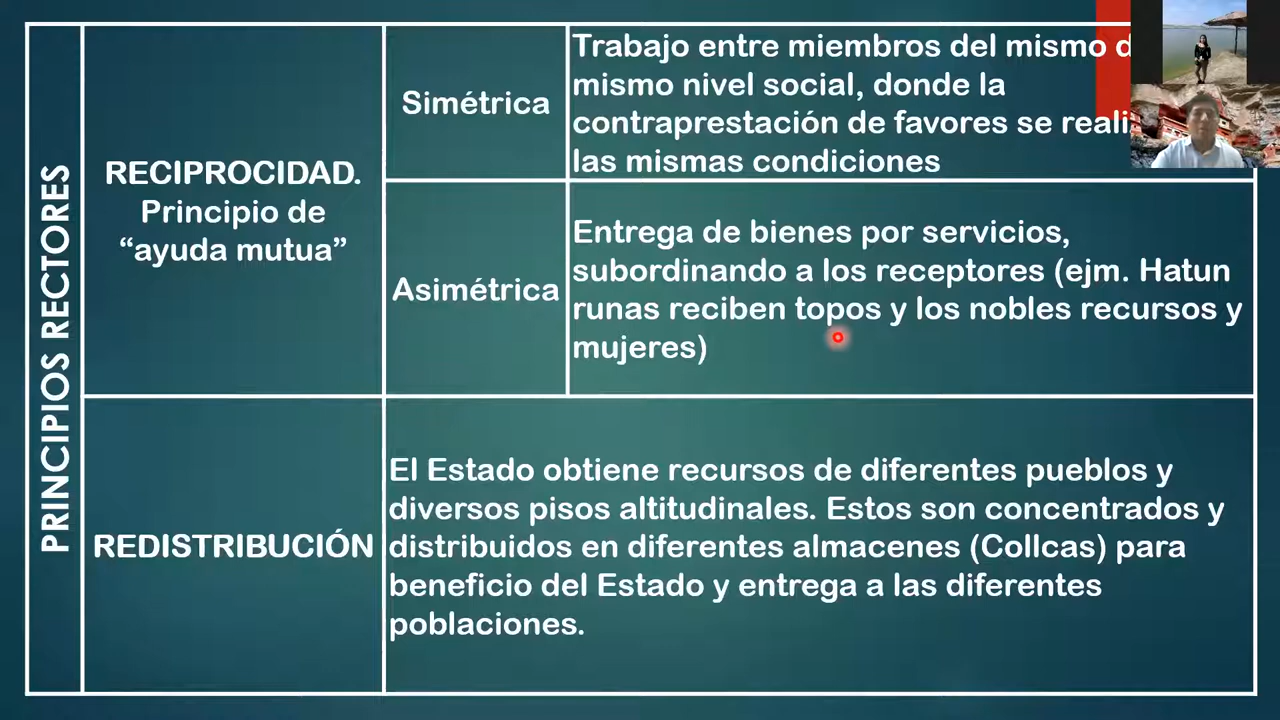 PRINCIPIOS RECTORES
RECIPROCIDAD.
Principio de
“ayuda mutua”
Simétrica
Trabajo entre miembros del mismo
mismo nivel social, donde la
contraprestación de favores se
las mismas condiciones
Asimétrica
Entrega de bienes por servicios,
subordinando a los receptores (ejm. Hatun
runas reciben topos y los nobles recursos y
mujeres)
REDISTRIBUCIÓN
El Estado obtiene recursos de diferentes pueblos y
diversos pisos altitudinales. Estos son concentrados y
distribuidos en diferentes almacenes (Collcas) para
beneficio del Estado y entrega a las diferentes
poblaciones.